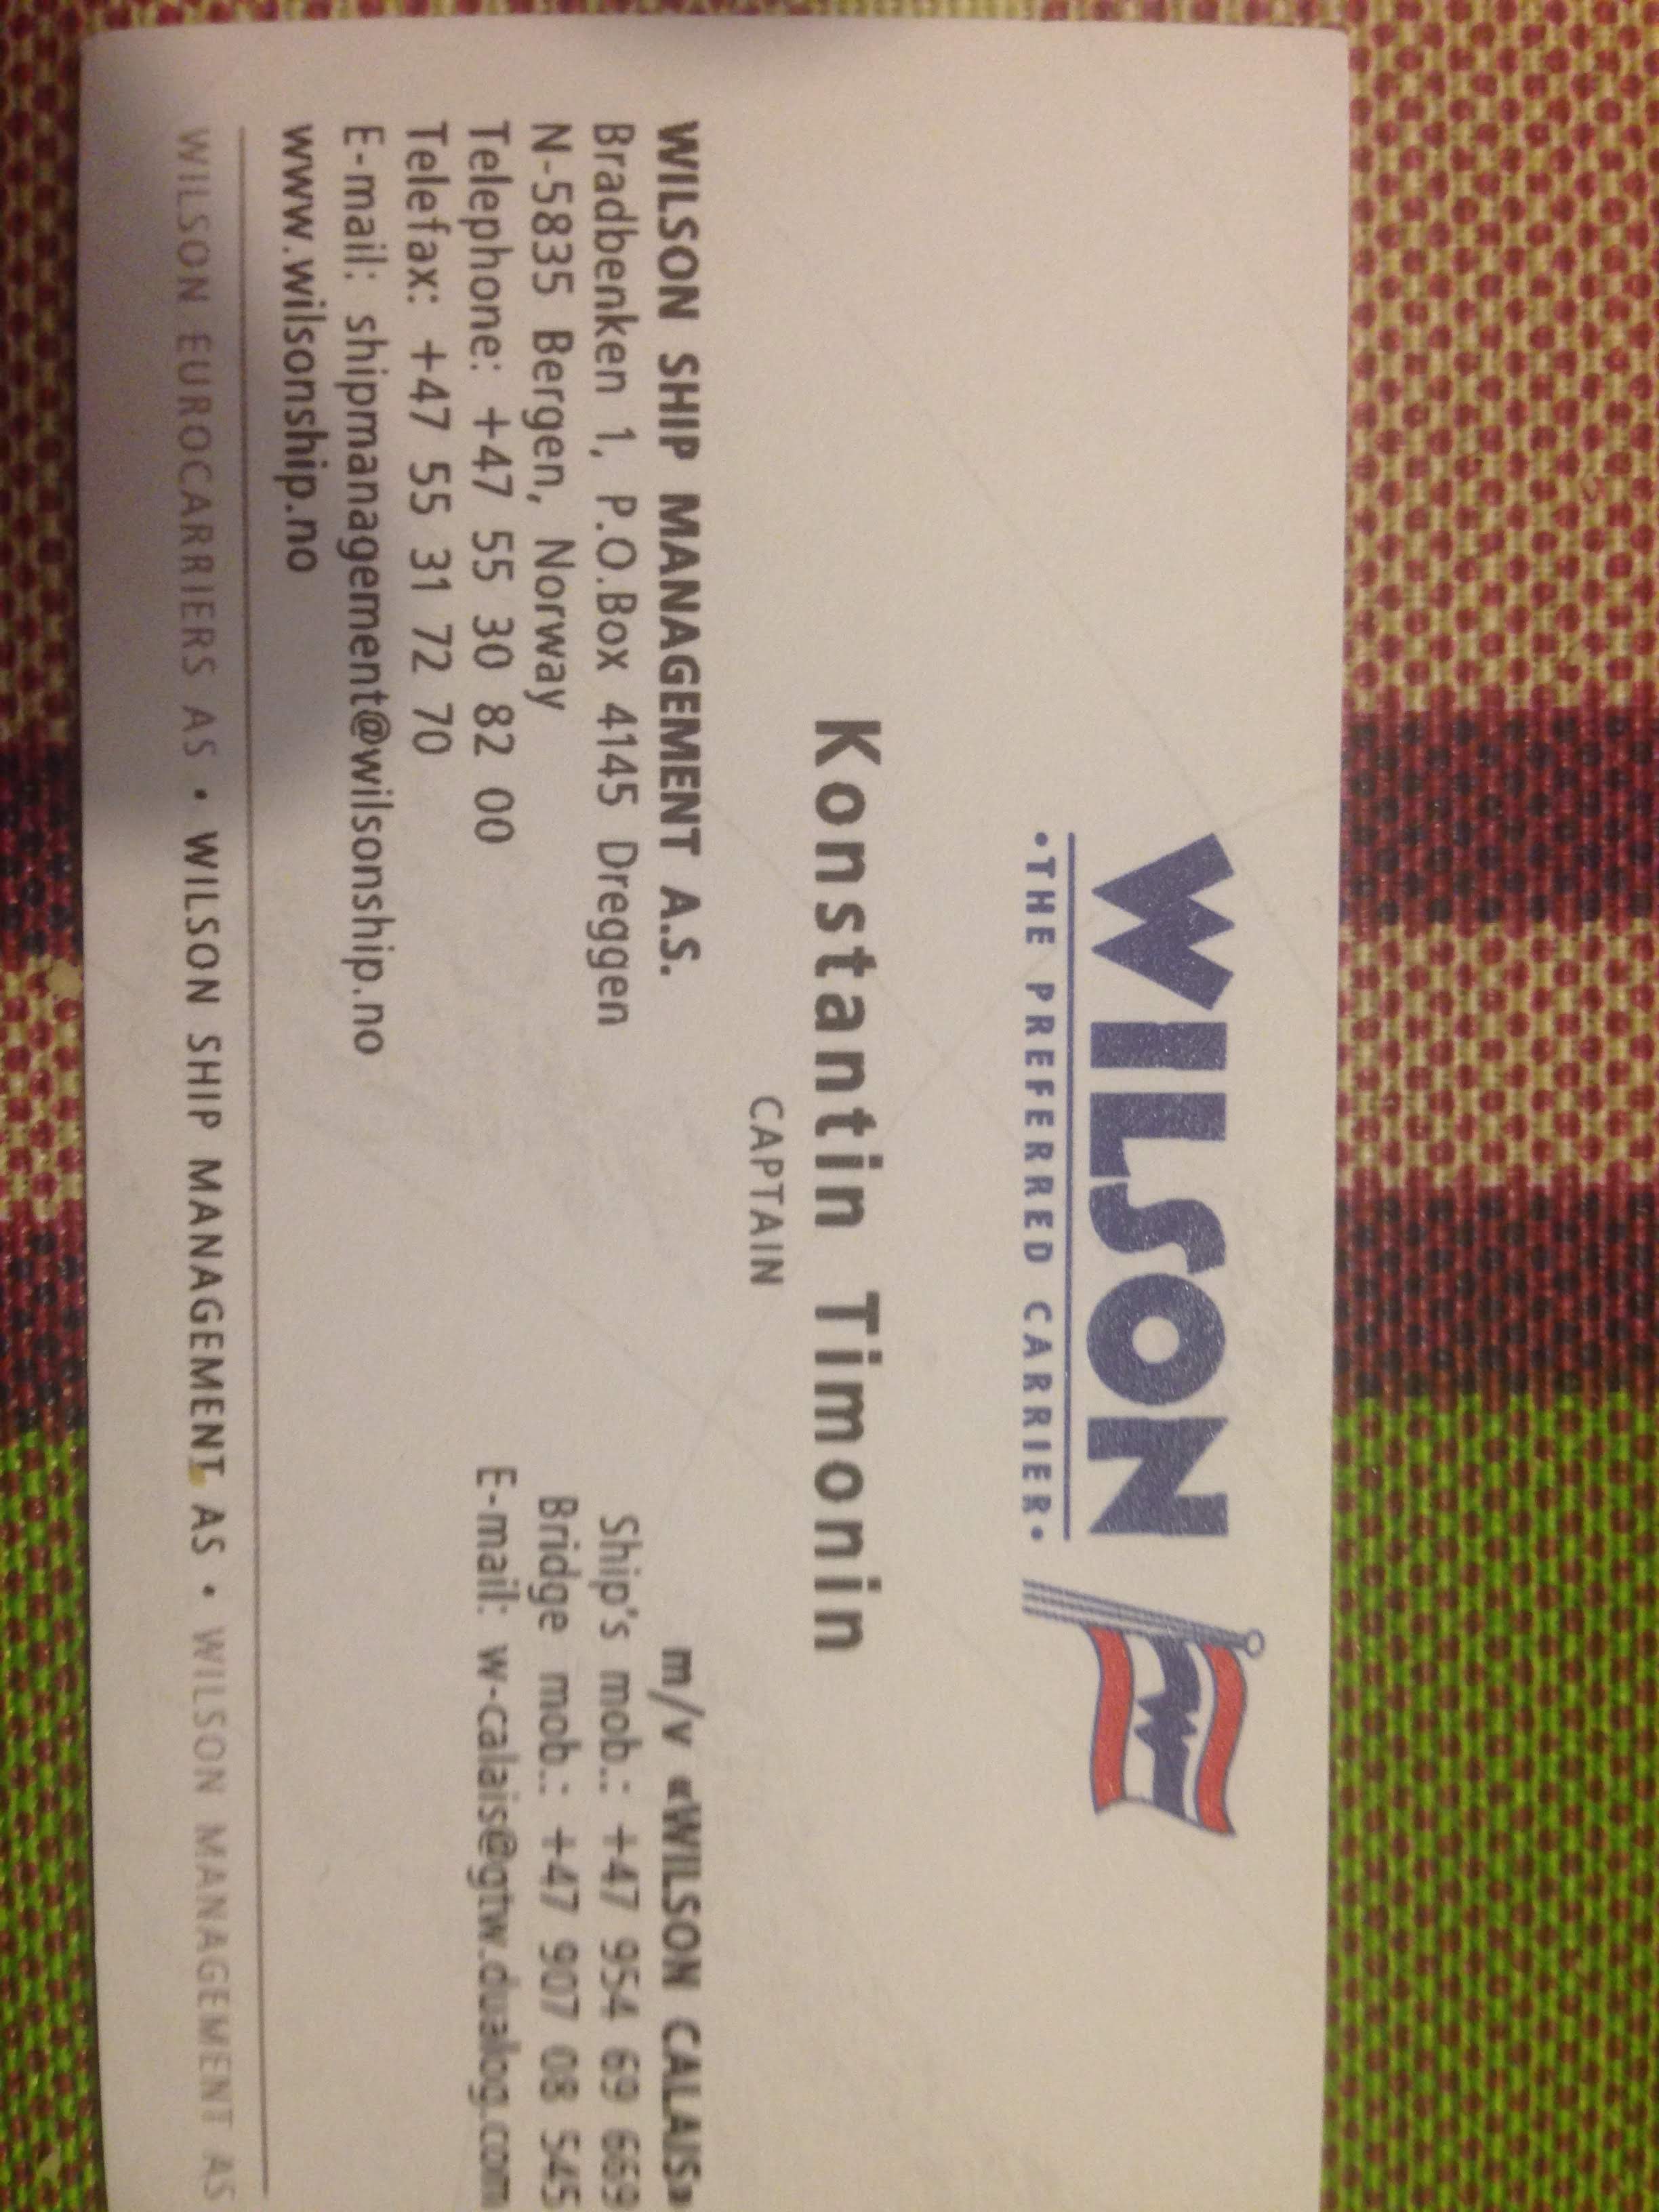 WILSON
•THE PREFERRED CARRIER•
Konstantin Timonin
CAPTAIN
WILSON SHIP MANAGEMENT A.S.
Bradbenken 1, P.O.Box 4145 Dreggen
N-5835 Bergen, Norway
Telephone: +47 55 30 82 00
Telefax: +47 55 31 72 70
E-mail: shipmanagement@wilsonship.no
www.wilsonship.no
m/v «WILSON CALAIS»
Ship's mob.: +47 954 69 669
Bridge mob.: +47 907 08 545
E-mail: w-calais@gtw.dualog.com
WILSON EUROCARRIERS AS • WILSON SHIP MANAGEMENT AS • WILSON MANAGEMENT AS